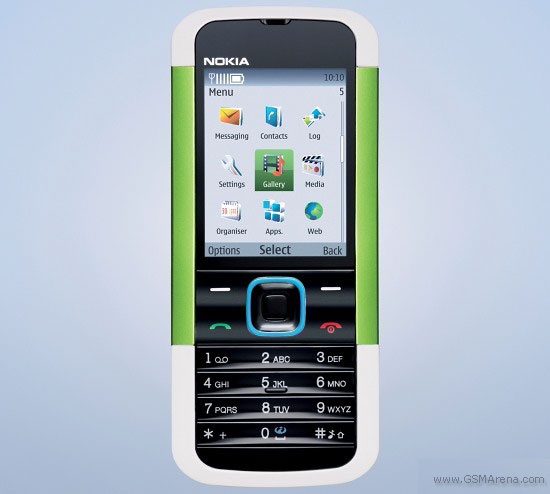 NOKIA
10:10
Menu 5
Messaging Contacts Log
Settings Gallery Media
Organiser Apps. Web
Options Select Back
1 2 ABC 3 DEF
4 GHI 5 JKL 6 MNO
7 PQRS 8 TUV 9 WXYZ
* + 0 #
www.GSMArena.com